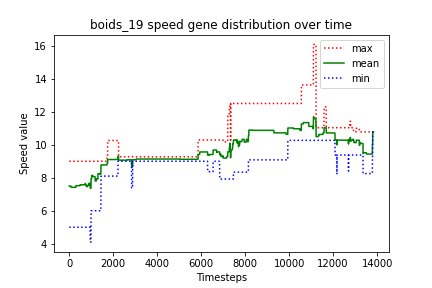 boids_19 speed gene distribution over time
max
mean
min
Speed value
16
14
12
10
8
6
4
0 2000 4000 6000 8000 10000 12000 14000
Timesteps